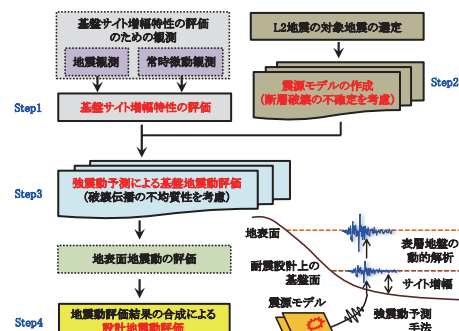 基盤サイト増幅特性の評価
のための観測
地震観測
常時微動観測
Step1
基盤サイト増幅特性の評価
L2地震の対象地震の選定
Step2
震源モデルの作成
(断層破壊の不確定を考慮)
Step3
強震動予測による基盤地震動評価
(破壊伝播の不均質性を考慮)
地表面地震動の評価
Step4
地震動評価結果の合成による
設計地震動評価
地表面
表層地盤の
動的解析
耐震設計上の
基盤面
サイト増幅
震源モデル
強震動予測
手法